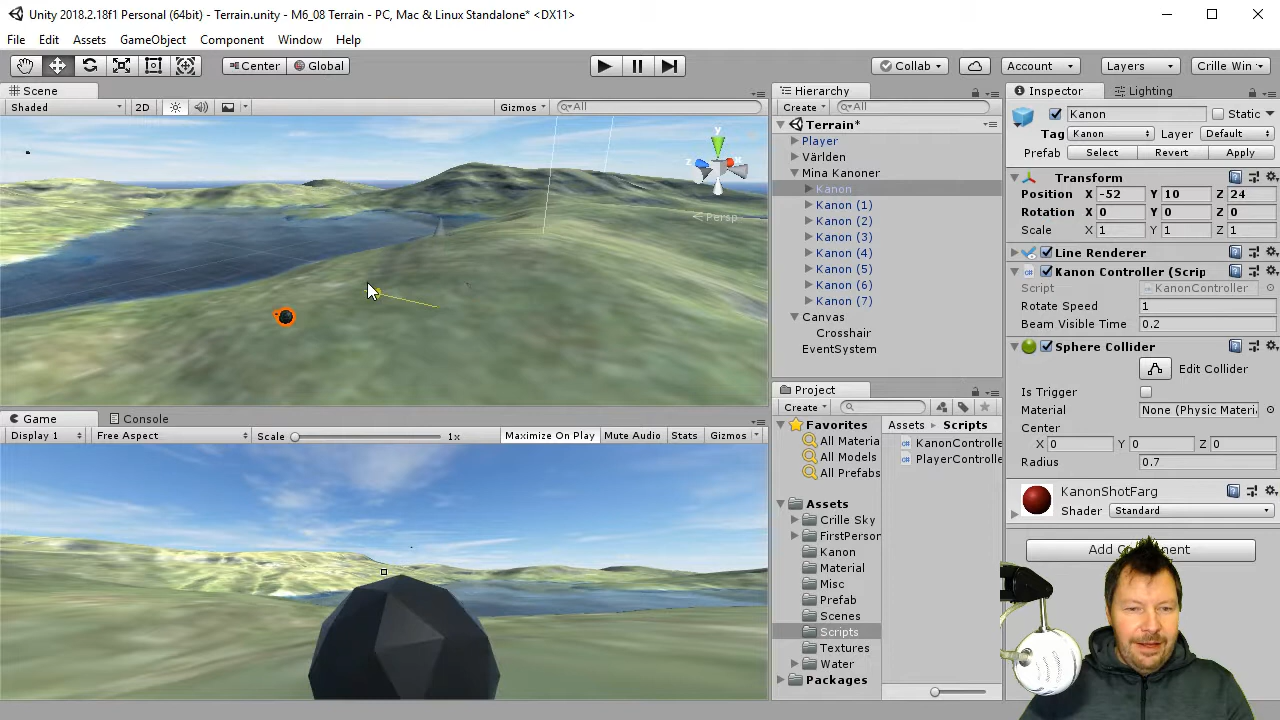 Unity 2018.2.18f1 Personal (64bit) - Terrain.unity - M6_08 Terrain - PC, Mac & Linux Standalone* <DX11>
File Edit Assets GameObject Component Window Help
Center Global Collab Account Layers Crille Win
Scene Hierarchy Inspector Lighting
Shaded 2D Gizmos All Create All Kanon Static
Terrain*
Tag Kanon Layer Default
Player
Prefab Select Revert Apply
Världen
Mina Kanoner
Transform
Kanon
Position X -52 Y 10 Z 24
Kanon (1)
Rotation X 0 Y 0 Z 0
Kanon (2)
Scale X 1 Y 1 Z 1
Kanon (3)
Kanon (4)
Line Renderer
Kanon (5)
Kanon Controller (Scrip
Kanon (6)
Script KanonController
Kanon (7)
Rotate Speed 1
Canvas
Beam Visible Time 0.2
Crosshair
EventSystem
Sphere Collider
Edit Collider
Is Trigger
Material None (Physic Materi
Center
X 0 Y 0 Z 0
Radius 0.7
KanonShotFarg
Shader Standard
Add Component
y
z
x
Persp
Game Console
Display 1 Free Aspect Scale 1x Maximize On Play Mute Audio Stats Gizmos
Project
Create
Favorites
All Materia
All Models
All Prefabs
Assets
Crille Sky
FirstPerson
Kanon
Material
Misc
Prefab
Scenes
Scripts
Textures
Water
Packages
Assets Scripts
KanonControlle
PlayerControlle